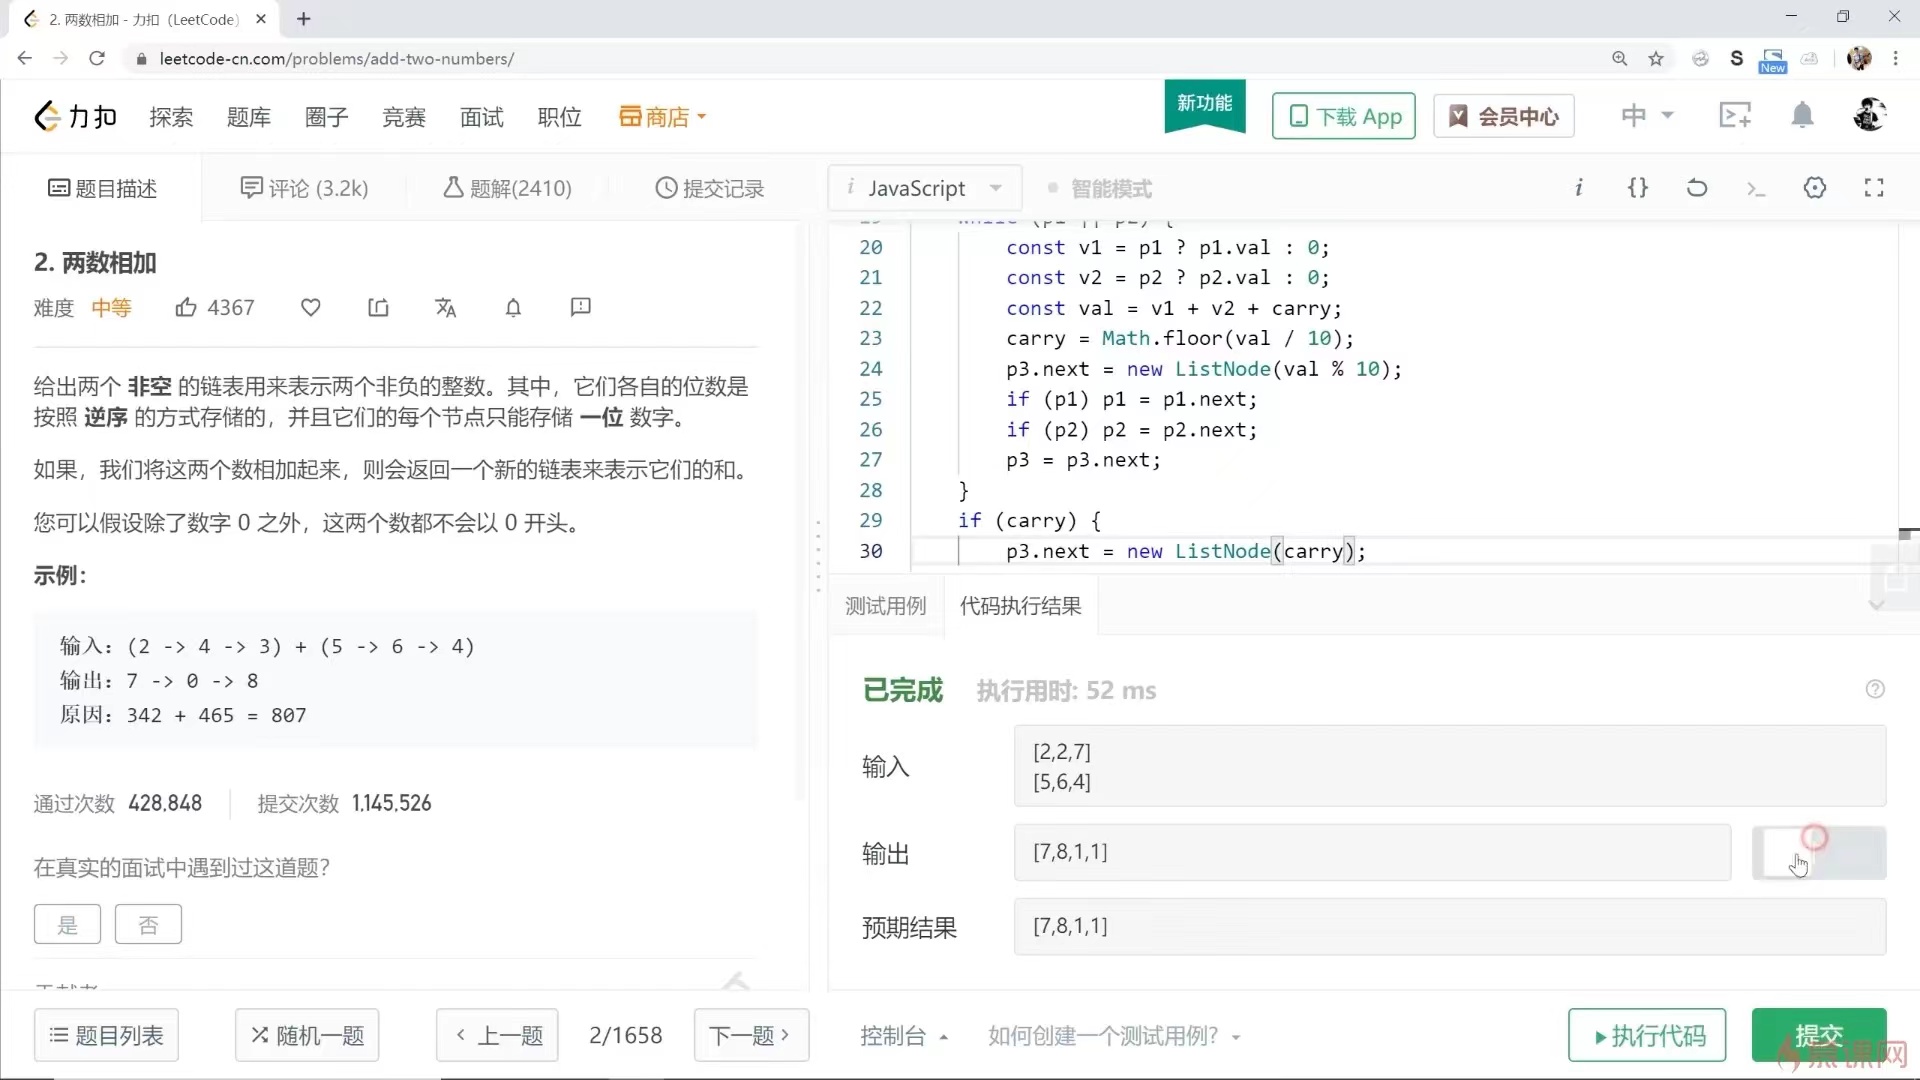 2. 两数相加 - 力扣 (LeetCode)
leetcode-cn.com/problems/add-two-numbers/
New
力扣
探索
题库
圈子
竞赛
面试
职位
商店
新功能
下载 App
会员中心
中
题目描述
评论 (3.2k)
题解(2410)
提交记录
i JavaScript
智能模式
2. 两数相加
难度 中等 4367
给出两个 非空 的链表用来表示两个非负的整数。其中，它们各自的位数是
按照 逆序 的方式存储的，并且它们的每个节点只能存储 一位 数字。
如果，我们将这两个数相加起来，则会返回一个新的链表来表示它们的和。
您可以假设除了数字 0 之外，这两个数都不会以 0 开头。
示例：
输入：(2 -> 4 -> 3) + (5 -> 6 -> 4)
输出：7 -> 0 -> 8
原因：342 + 465 = 807
通过次数 428,848 提交次数 1,145,526
在真实的面试中遇到过这道题？
是
否
题目列表
随机一题
上一题
2/1658
下一题
20 const v1 = p1 ? p1.val : 0;
21 const v2 = p2 ? p2.val : 0;
22 const val = v1 + v2 + carry;
23 carry = Math.floor(val / 10);
24 p3.next = new ListNode(val % 10);
25 if (p1) p1 = p1.next;
26 if (p2) p2 = p2.next;
27 p3 = p3.next;
28 }
29 if (carry) {
30 p3.next = new ListNode(carry);
测试用例
代码执行结果
已完成 执行用时: 52 ms
输入
[2,2,7]
[5,6,4]
输出
[7,8,1,1]
预期结果
[7,8,1,1]
控制台
如何创建一个测试用例?
执行代码
提交
慕课网